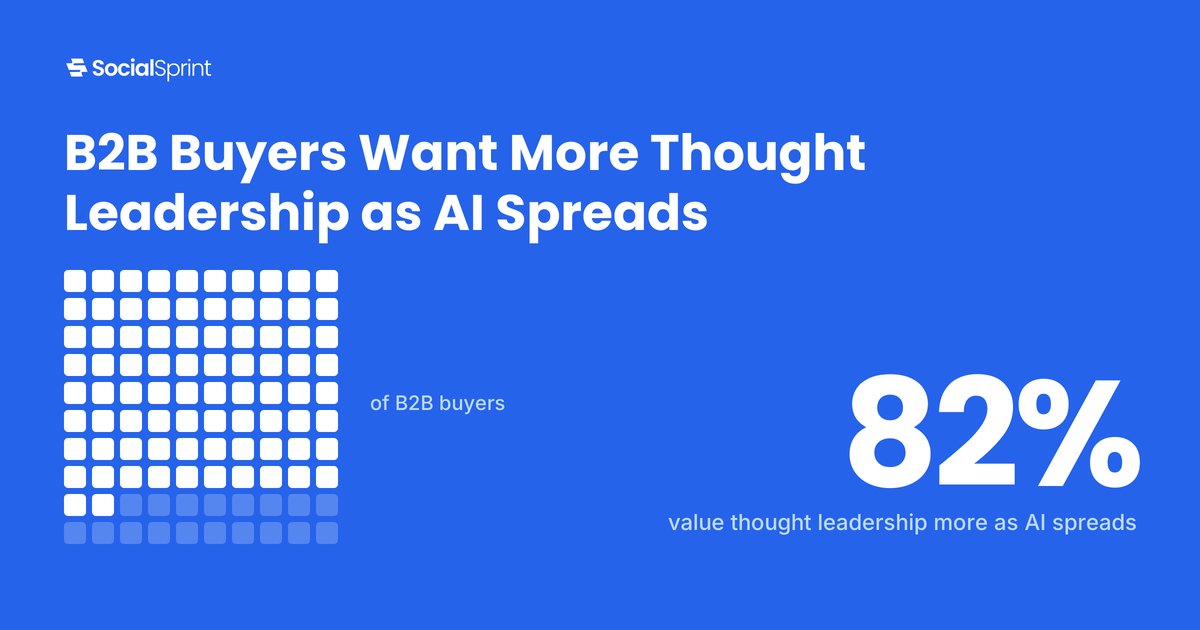 SocialSprint
B2B Buyers Want More Thought
Leadership as AI Spreads
of B2B buyers
82%
value thought leadership more as AI spreads